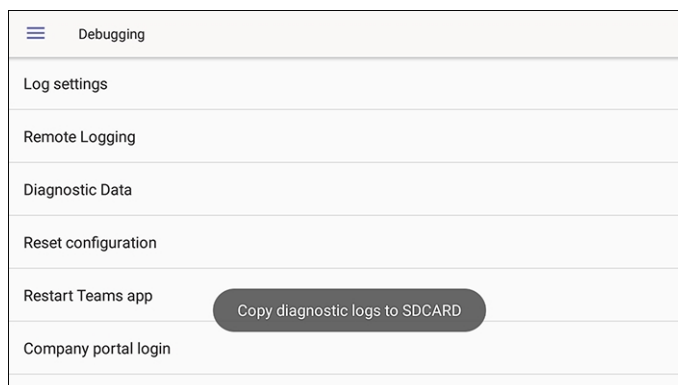 Debugging
Log settings
Remote Logging
Diagnostic Data
Reset configuration
Restart Teams app
Copy diagnostic logs to SDCARD
Company portal login